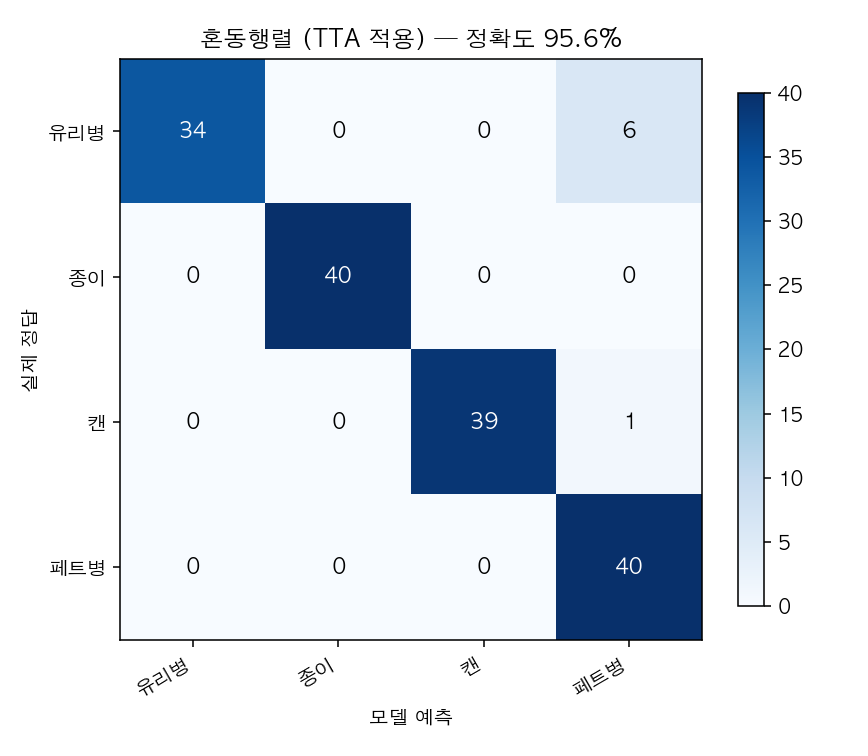 혼동행렬 (TTA 적용) — 정확도 95.6%
유리병 34 0 0 6
종이 0 40 0 0
캔 0 0 39 1
페트병 0 0 0 40
유리병 종이 캔 페트병
모델 예측
실제 정답
40
35
30
25
20
15
10
5
0